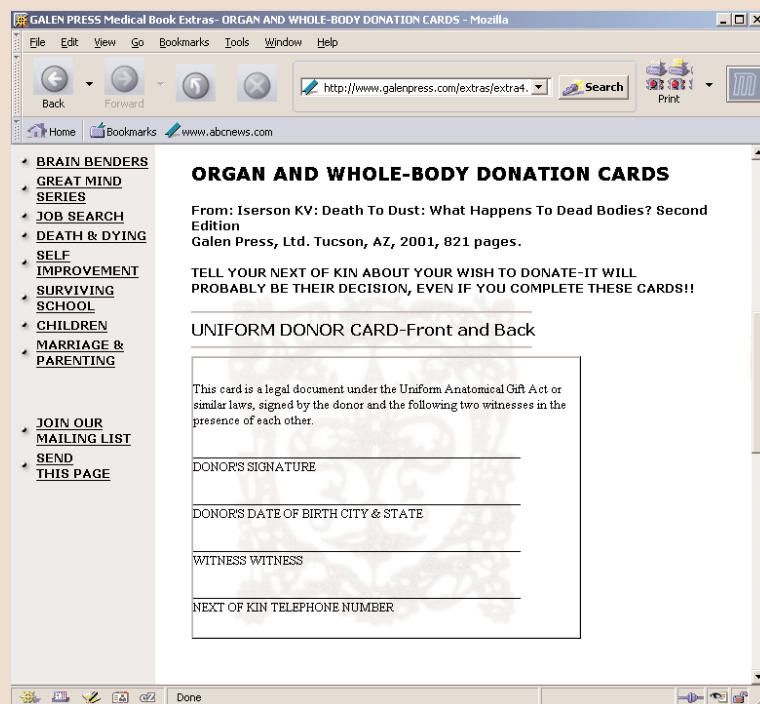 GALEN PRESS Medical Book Extras- ORGAN AND WHOLE-BODY DONATION CARDS - Mozilla
File Edit View Go Bookmarks Tools Window Help
http://www.galenpress.com/extras/extra4. Search
Back Forward Print
Home Bookmarks www.abcnews.com
BRAIN BENDERS
GREAT MIND
SERIES
JOB SEARCH
DEATH & DYING
SELF
IMPROVEMENT
SURVIVING
SCHOOL
CHILDREN
MARRIAGE &
PARENTING
JOIN OUR
MAILING LIST
SEND
THIS PAGE
ORGAN AND WHOLE-BODY DONATION CARDS
From: Iserson KV: Death To Dust: What Happens To Dead Bodies? Second
Edition
Galen Press, Ltd. Tucson, AZ, 2001, 821 pages.
TELL YOUR NEXT OF KIN ABOUT YOUR WISH TO DONATE-IT WILL
PROBABLY BE THEIR DECISION, EVEN IF YOU COMPLETE THESE CARDS!!
UNIFORM DONOR CARD-Front and Back
This card is a legal document under the Uniform Anatomical Gift Act or
similar laws, signed by the donor and the following two witnesses in the
presence of each other.
DONOR'S SIGNATURE
DONOR'S DATE OF BIRTH CITY & STATE
WITNESS WITNESS
NEXT OF KIN TELEPHONE NUMBER
Done